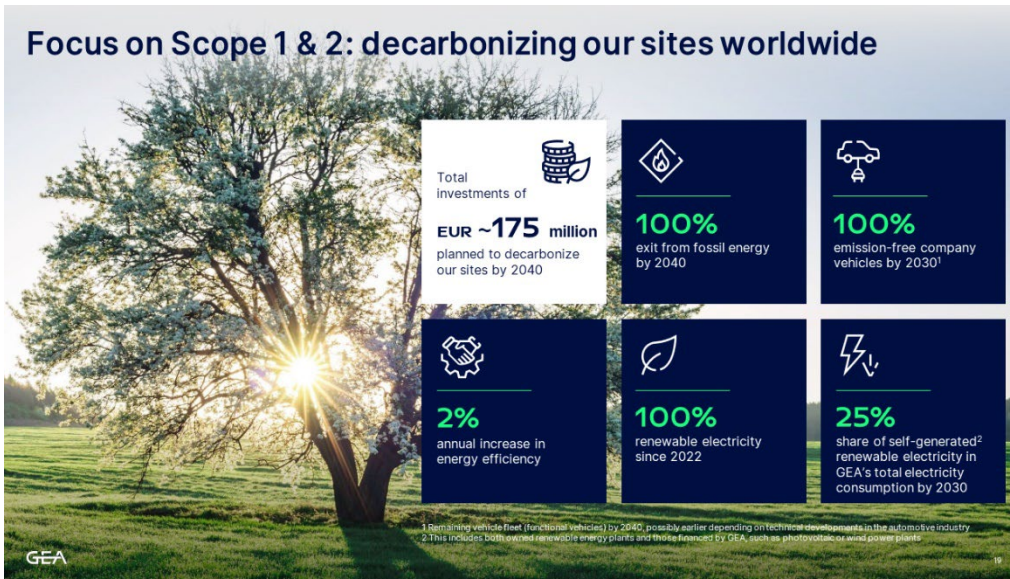 Focus on Scope 1 & 2: decarbonizing our sites worldwide
Total
investments of
EUR ~175 million
planned to decarbonize
our sites by 2040
100%
exit from fossil energy
by 2040
100%
emission-free company
vehicles by 2030¹
2%
annual increase in
energy efficiency
100%
renewable electricity
since 2022
25%
share of self-generated²
renewable electricity in
GEA's total electricity
consumption by 2030
1 Remaining vehicle fleet (functional vehicles) by 2040, possibly earlier depending on technical developments in the automotive industry
2 This includes both owned renewable energy plants and those financed by GEA, such as photovoltaic or wind power plants
GEA
19